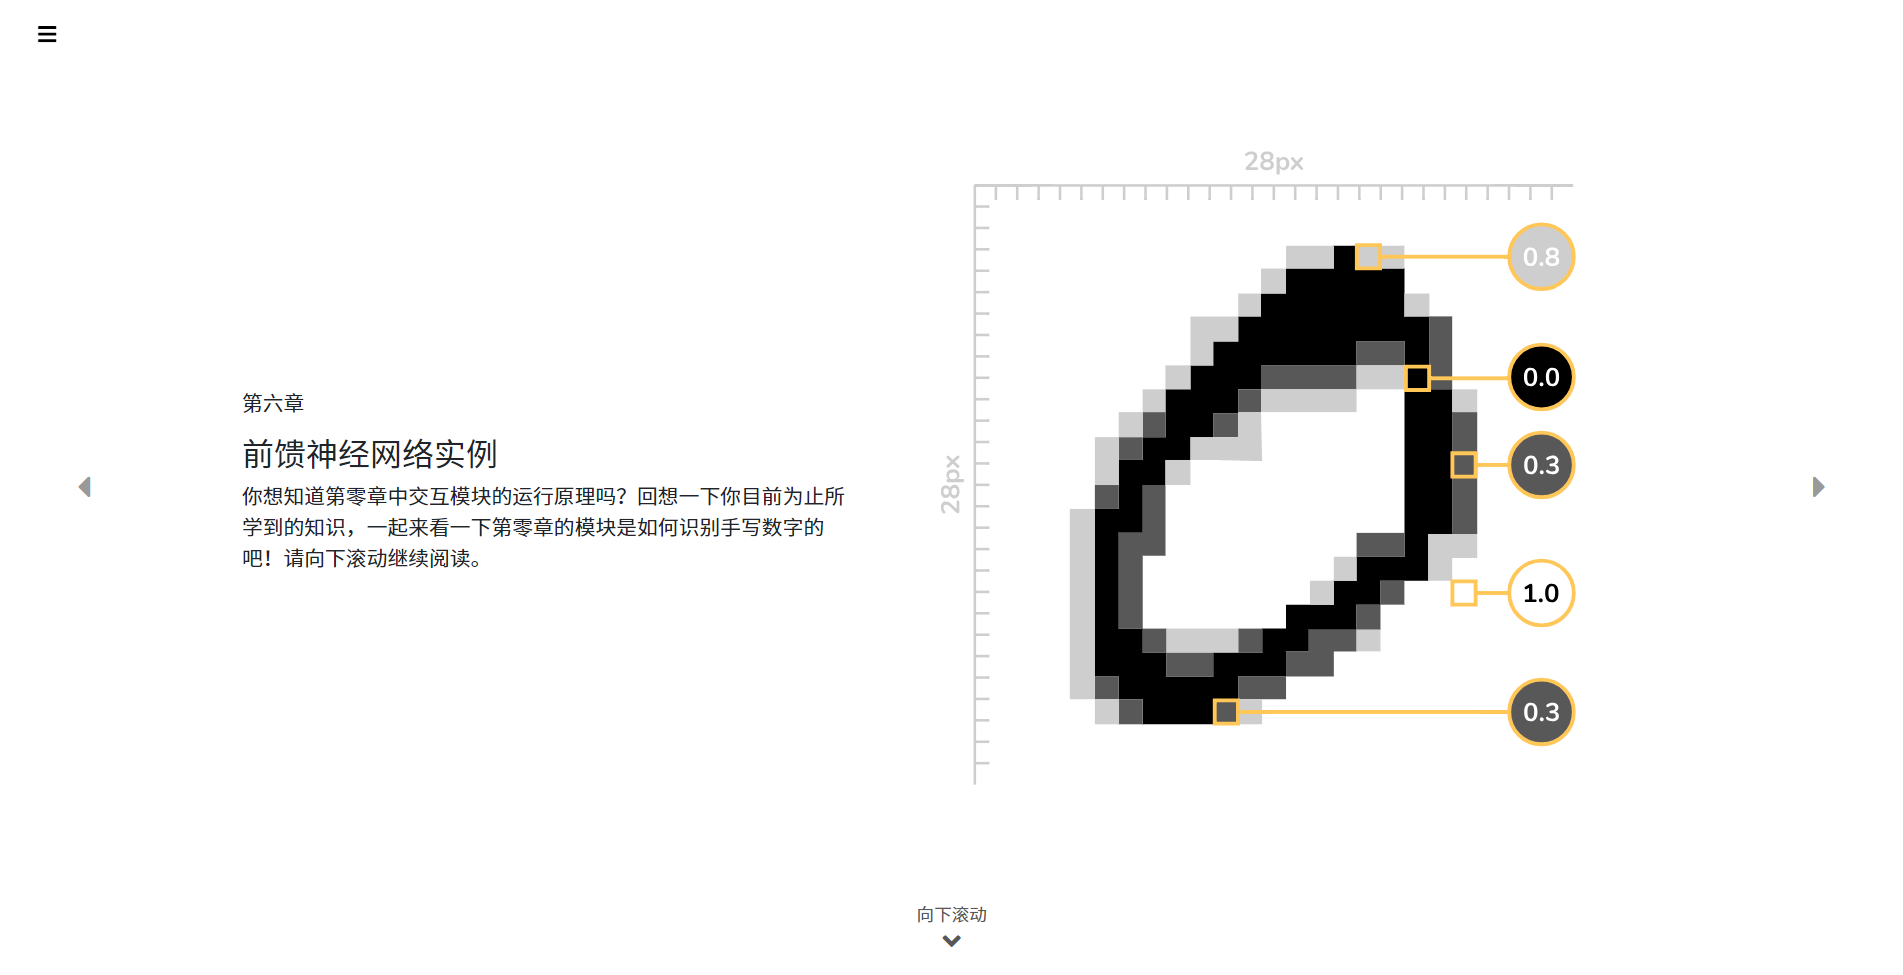 第六章
前馈神经网络实例
你想知道第零章中交互模块的运行原理吗？回想一下你目前为止所
学到的知识，一起来看一下第零章的模块是如何识别手写数字的
吧！请向下滚动继续阅读。
28px
28px
0.8
0.0
0.3
1.0
0.3
向下滚动